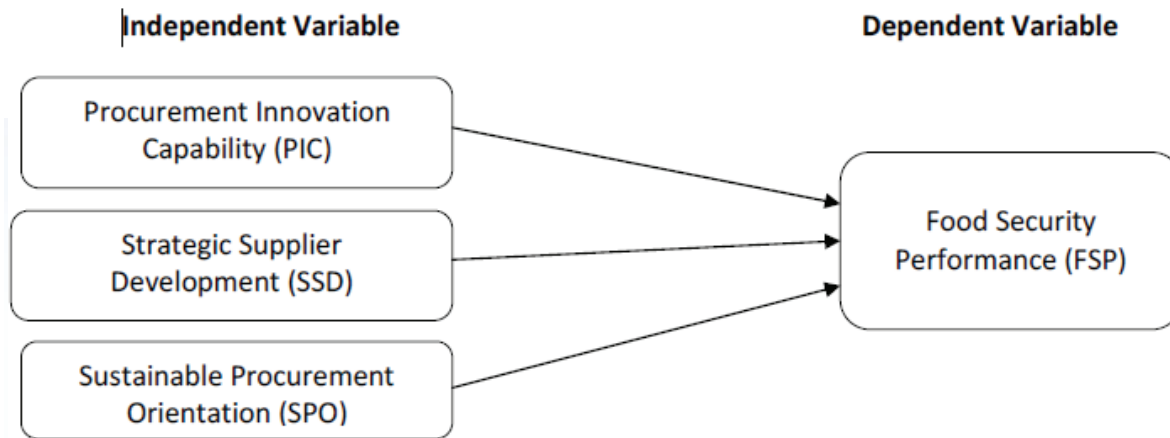 Independent Variable
Dependent Variable
Procurement Innovation
Capability (PIC)
Strategic Supplier
Development (SSD)
Sustainable Procurement
Orientation (SPO)
Food Security
Performance (FSP)